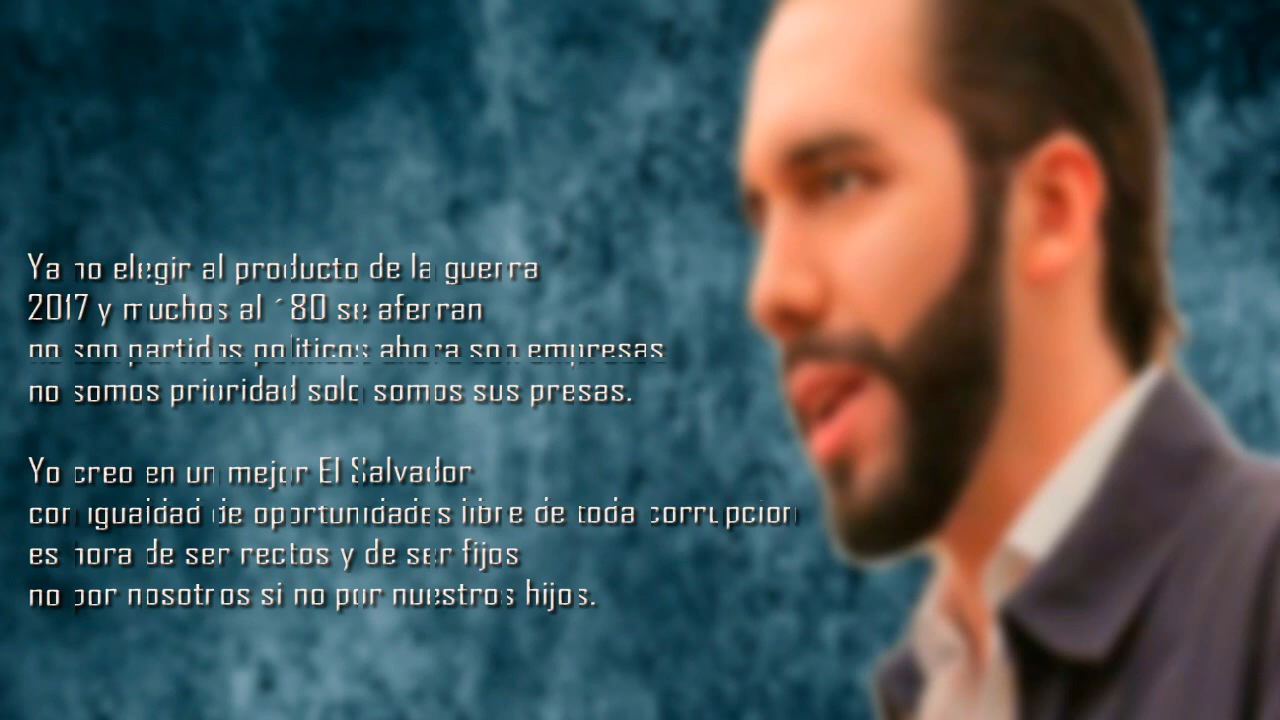 Ya no elegir al producto de la guerra
2017 y muchos al ´80 se aferran
no son partidos politicos ahora son empresas
no somos prioridad solo somos sus presas.
Yo creo en un mejor El Salvador
con igualdad de oportunidades libre de toda corrupcion
es hora de ser rectos y de ser fijos
no por nosotros si no por nuestros hijos.